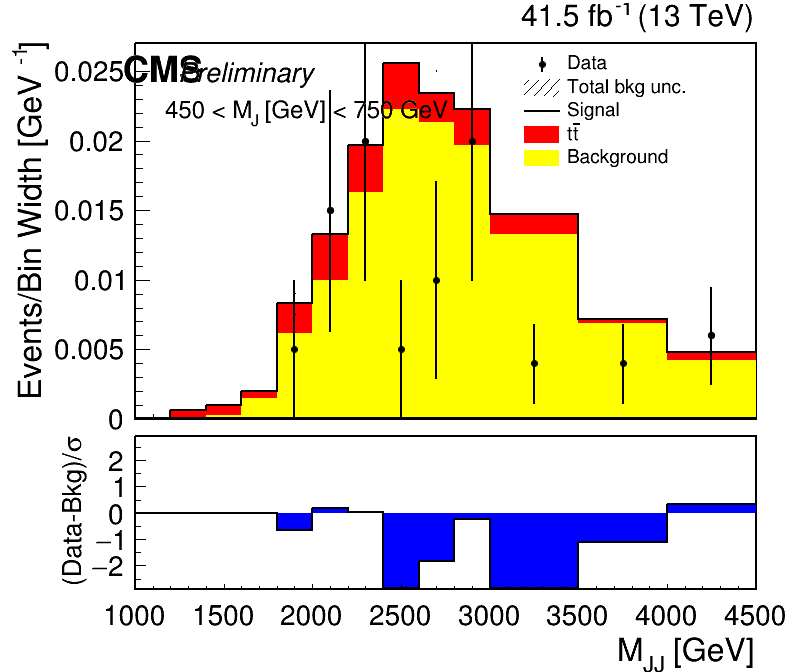 41.5 fb⁻¹ (13 TeV)
CMS Preliminary
450 < M_J [GeV] < 750 GeV
Data
Total bkg unc.
Signal
tt̄
Background
Events/Bin Width [GeV⁻¹]
0.025
0.02
0.015
0.01
0.005
0
(Data-Bkg)/σ
2
1
0
−1
−2
1000 1500 2000 2500 3000 3500 4000 4500
M_JJ [GeV]